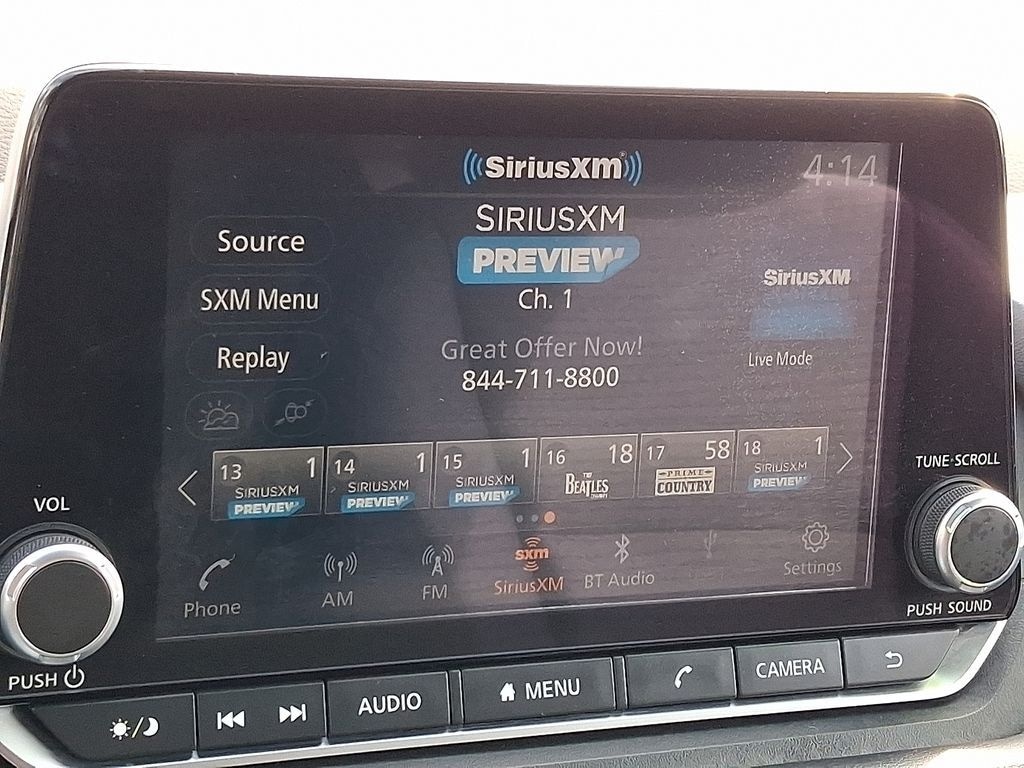 SiriusXM
4:14
SIRIUSXM
PREVIEW
Ch. 1
Source
SXM Menu
Replay
SiriusXM
Live Mode
Great Offer Now!
844-711-8800
13 1
SIRIUSXM
PREVIEW
14 1
SIRIUSXM
PREVIEW
15 1
SIRIUSXM
PREVIEW
16 18
THE
BEATLES
CHANNEL
17 58
PRIME
COUNTRY
18 1
SIRIUSXM
PREVIEW
Phone
AM
FM
sxm
SiriusXM
BT Audio
Settings
VOL
PUSH
TUNE·SCROLL
PUSH SOUND
AUDIO
MENU
CAMERA